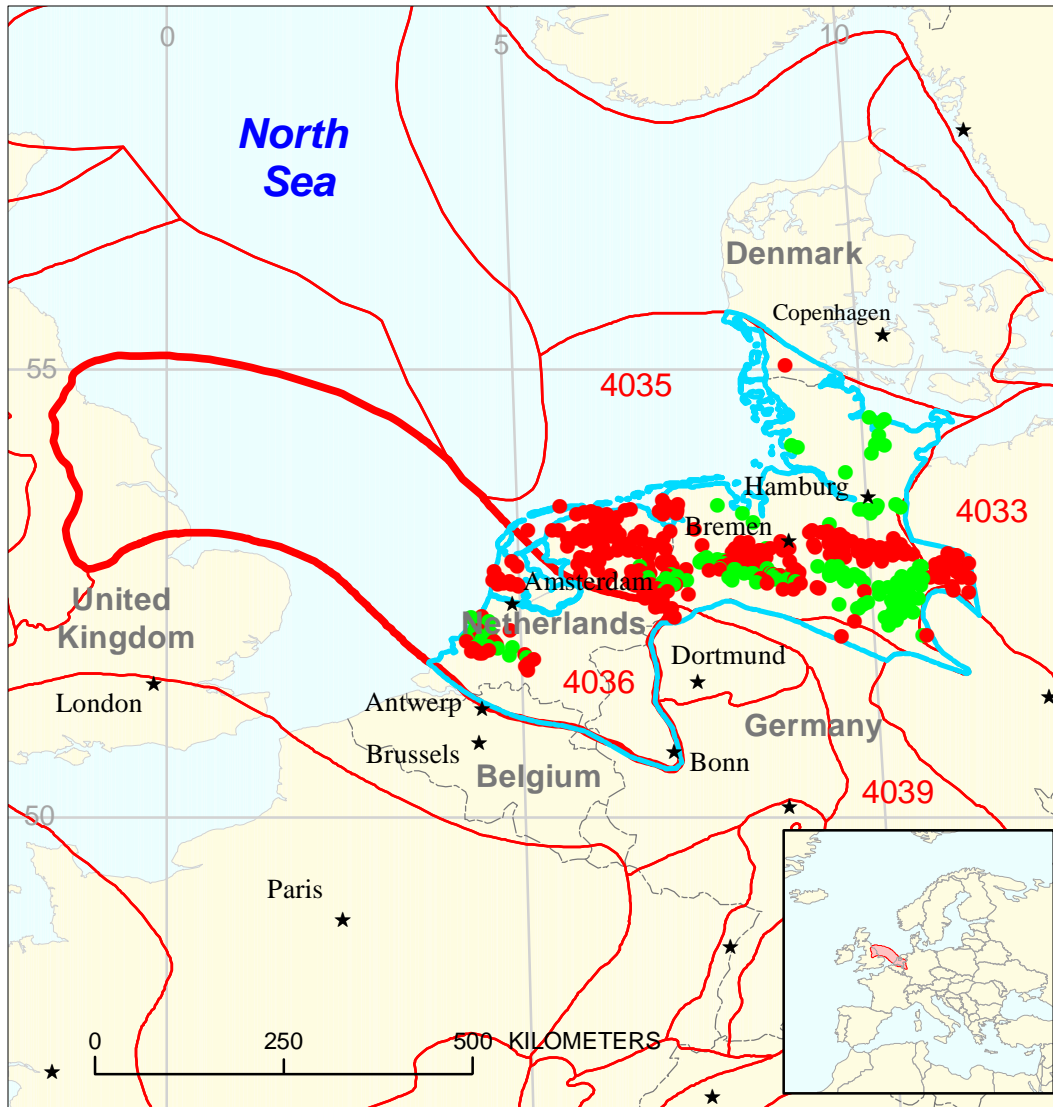 0
5
10
North
Sea
Denmark
Copenhagen
55
4035
Hamburg
4033
Bremen
Amsterdam
United
Kingdom
Netherlands
Dortmund
4036
London
Antwerp
Germany
Brussels
Bonn
Belgium
4039
50
Paris
0 250 500 KILOMETERS